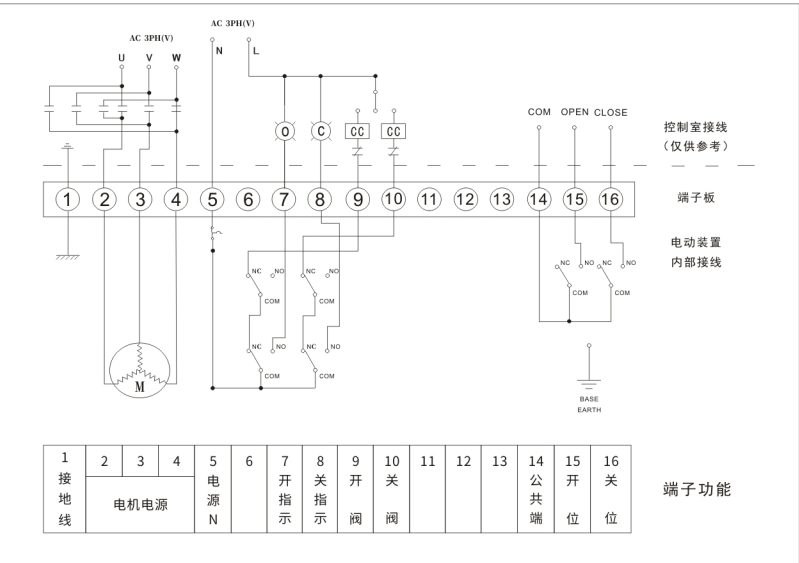 AC 3PH(V)
AC 3PH(V)
U V W N L
O C CC CC
COM OPEN CLOSE
控制室接线
（仅供参考）
1 2 3 4 5 6 7 8 9 10 11 12 13 14 15 16
端子板
电动装置
内部接线
NC NO NC NO NC NO NC NO
COM COM COM COM
NC NO NC NO
COM COM
M
BASE
EARTH
1 接地线
2 3 4
电机电源
5 电源N
6
7 开指示
8 关指示
9 开阀
10 关阀
11
12
13
14 公共端
15 开位
16 关位
端子功能